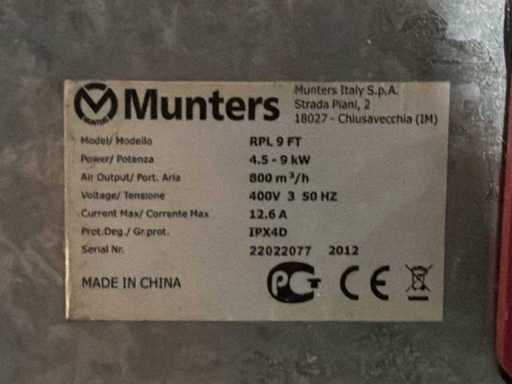 Munters
Munters Italy S.p.A.
Strada Piani, 2
18027 - Chiusavecchia (IM)
Model/ Modello RPL 9 FT
Power/ Potenza 4.5 - 9 kW
Air Output/ Port. Aria 800 m³/h
Voltage/ Tensione 400V 3 50 HZ
Current Max/ Corrente Max 12.6 A
Prot.Deg./ Gr.prot. IPX4D
Serial Nr. 22022077 2012
MADE IN CHINA
CE